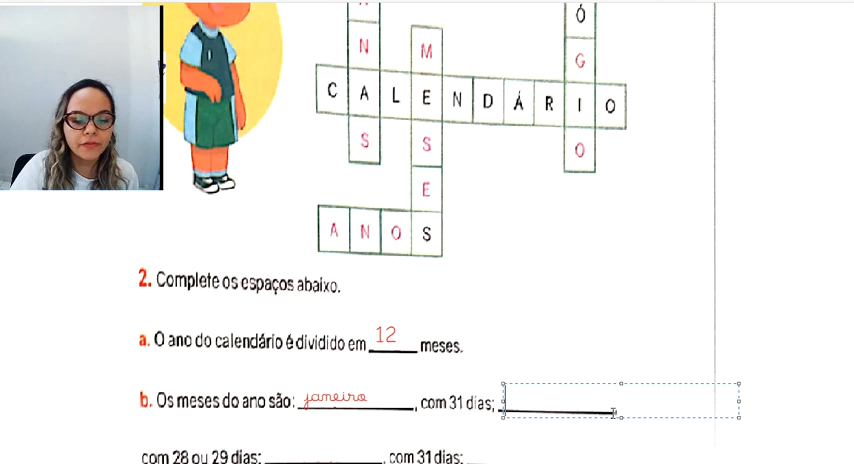 N
M
Ó
G
C A L E N D Á R I O
S
S
O
E
A N O S
2. Complete os espaços abaixo.
a. O ano do calendário é dividido em 12 meses.
b. Os meses do ano são: janeiro, com 31 dias;
com 28 ou 29 dias; , com 31 dias;